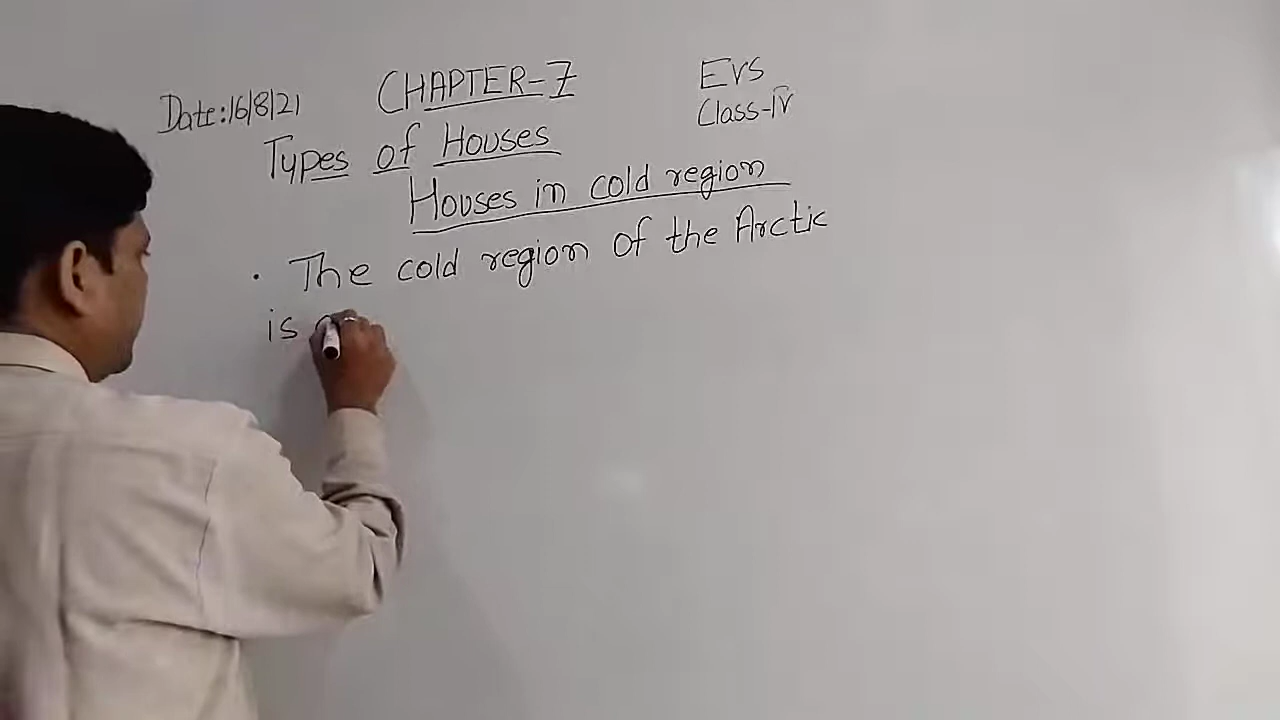 Date:16/8/21 CHAPTER-7 EVS
Class-IV
Types of Houses
Houses in cold region
• The cold region of the Arctic
is